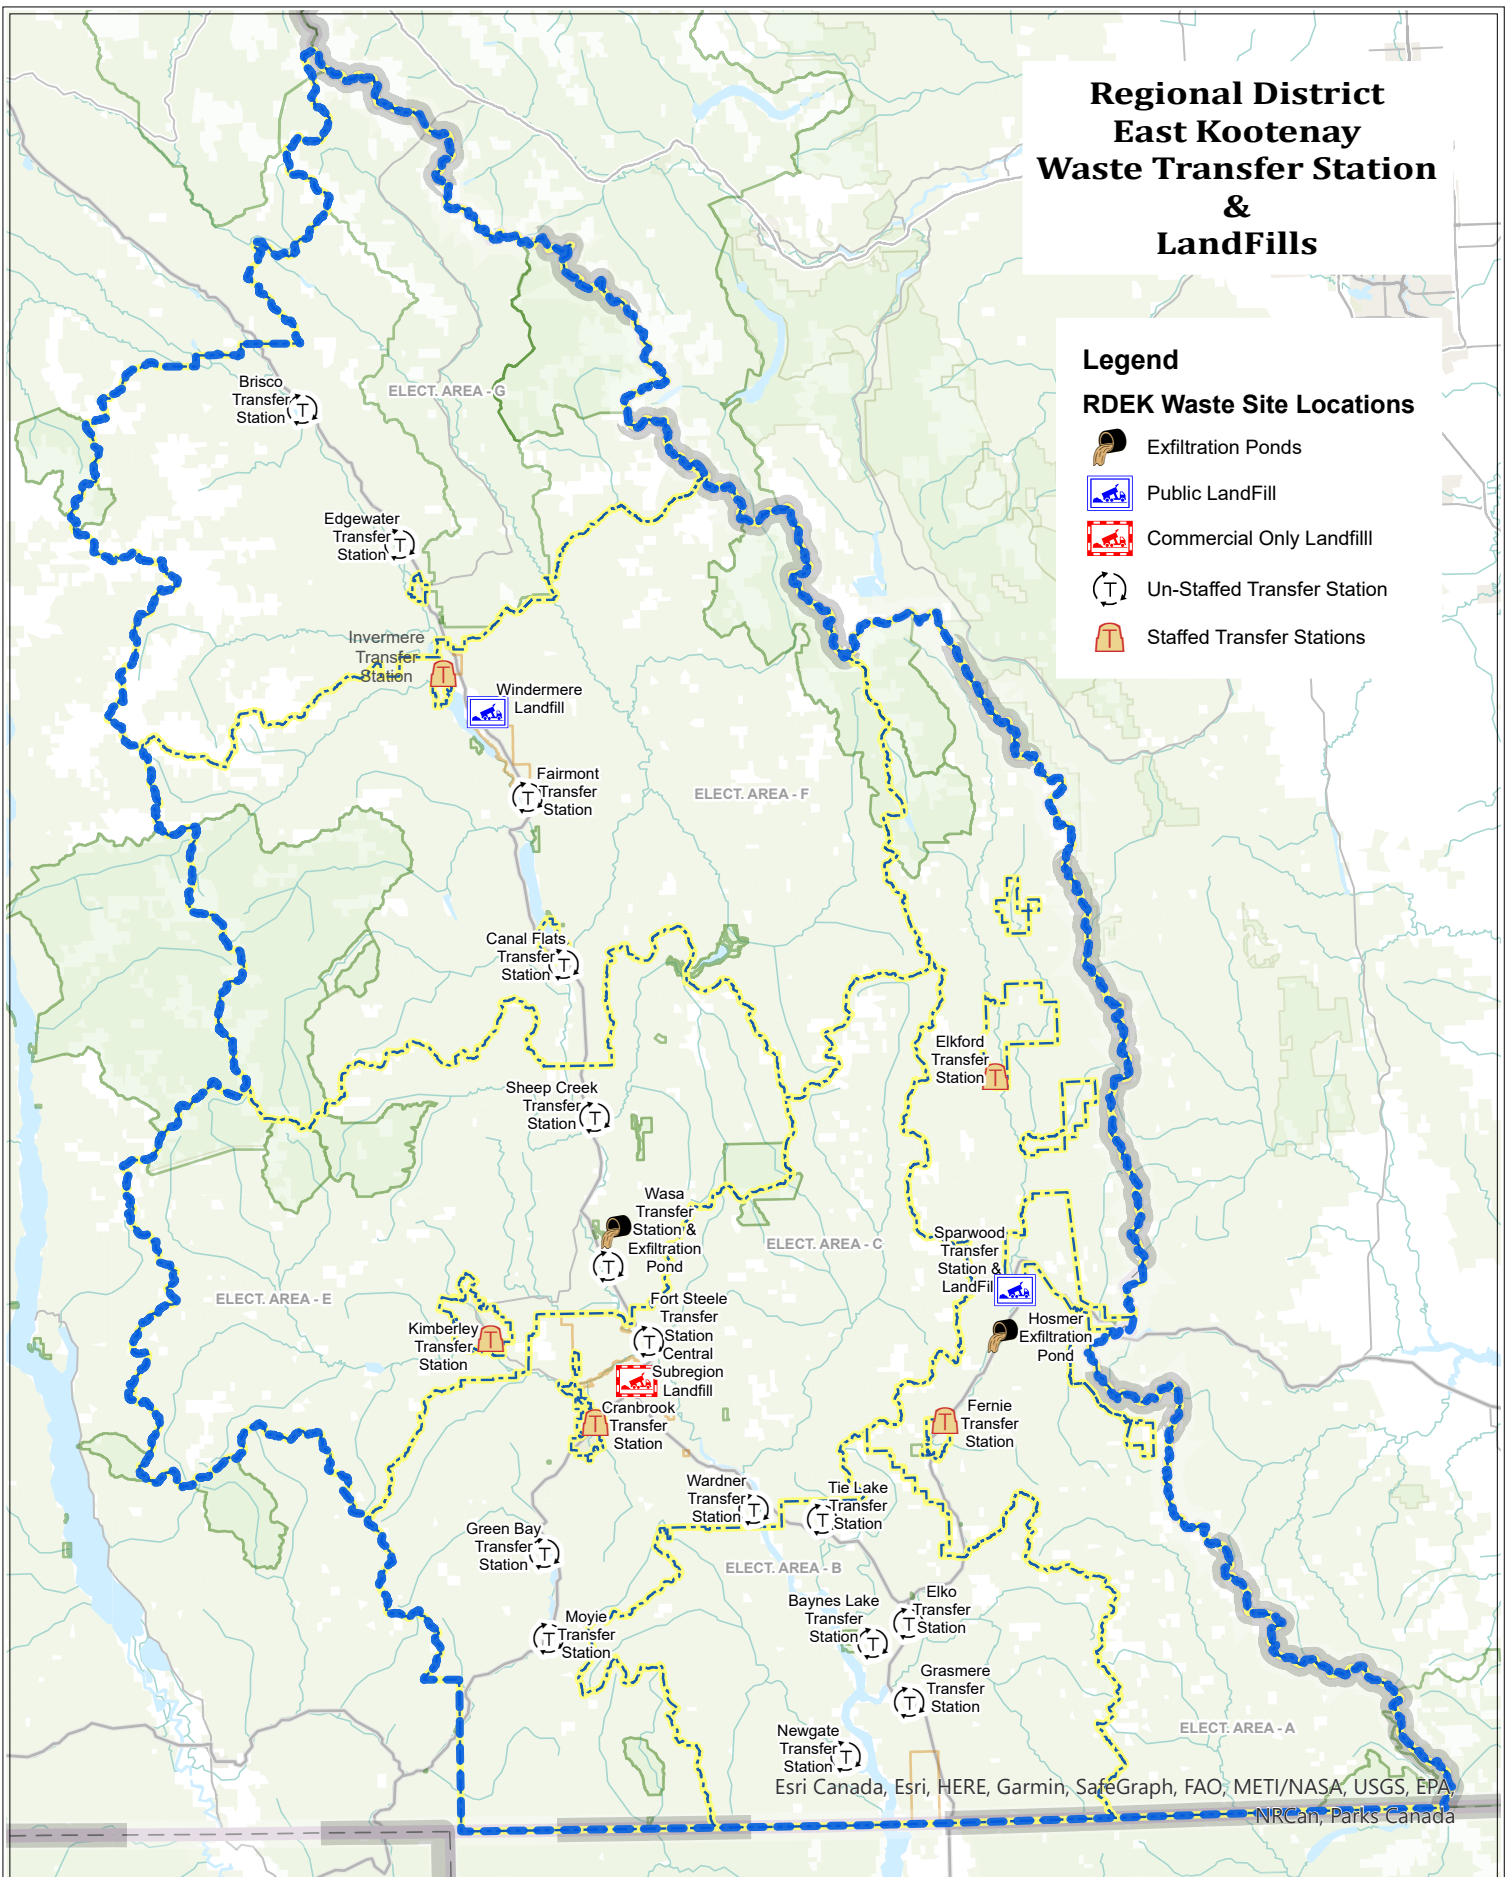 Regional District
East Kootenay
Waste Transfer Station
&
LandFills
Legend
RDEK Waste Site Locations
Exfiltration Ponds
Public LandFill
Commercial Only Landfilll
T
Un-Staffed Transfer Station
T
Staffed Transfer Stations
Brisco
Transfer
Station
T
ELECT. AREA - G
Edgewater
Transfer
Station
T
Invermere
Transfer
Station
T
Windermere
Landfill
Fairmont
Transfer
Station
T
ELECT. AREA - F
Canal Flats
Transfer
Station
T
Elkford
Transfer
Station
T
Sheep Creek
Transfer
Station
T
Wasa
Transfer
Station &
Exfiltration
Pond
T
ELECT. AREA - C
Sparwood
Transfer
Station &
LandFil
Hosmer
Exfiltration
Pond
ELECT. AREA - E
Kimberley
Transfer
Station
T
Fort Steele
Transfer
Station
T
Central
Subregion
Landfill
Cranbrook
Transfer
Station
T
Fernie
Transfer
Station
T
Wardner
Transfer
Station
T
Tie Lake
Transfer
Station
T
Green Bay
Transfer
Station
T
ELECT. AREA - B
Moyie
Transfer
Station
T
Baynes Lake
Transfer
Station
T
Elko
Transfer
Station
T
Grasmere
Transfer
Station
T
Newgate
Transfer
Station
T
ELECT. AREA - A
Esri Canada, Esri, HERE, Garmin, SafeGraph, FAO, METI/NASA, USGS, EPA,
NRCan, Parks Canada